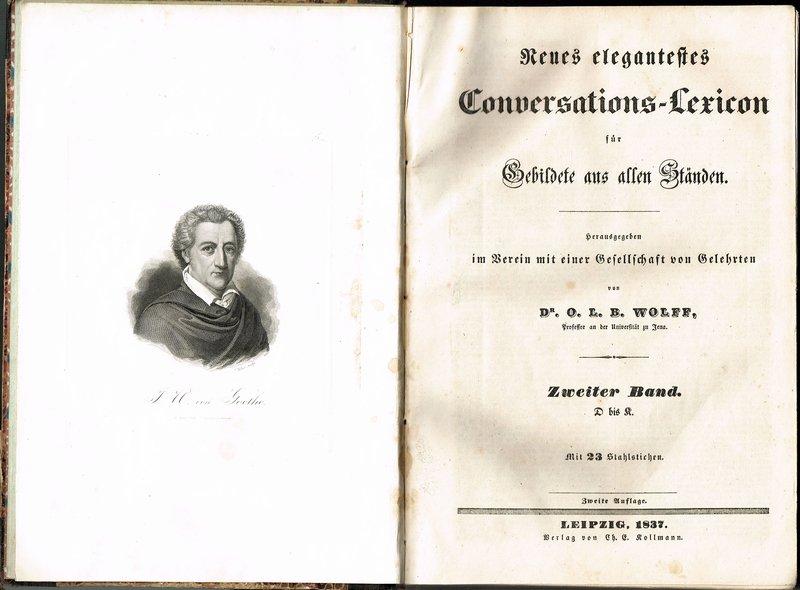 J. W. von Goethe.
Neues elegantestes
Conversations-Lexicon
für
Gebildete aus allen Ständen.
Herausgegeben
im Verein mit einer Gesellschaft von Gelehrten
von
DR. O. L. B. WOLFF,
Professor an der Universität zu Jena.
Zweiter Band.
D bis K.
Mit 23 Stahlstichen.
Zweite Auflage.
LEIPZIG, 1837.
Verlag von Ch. E. Kollmann.